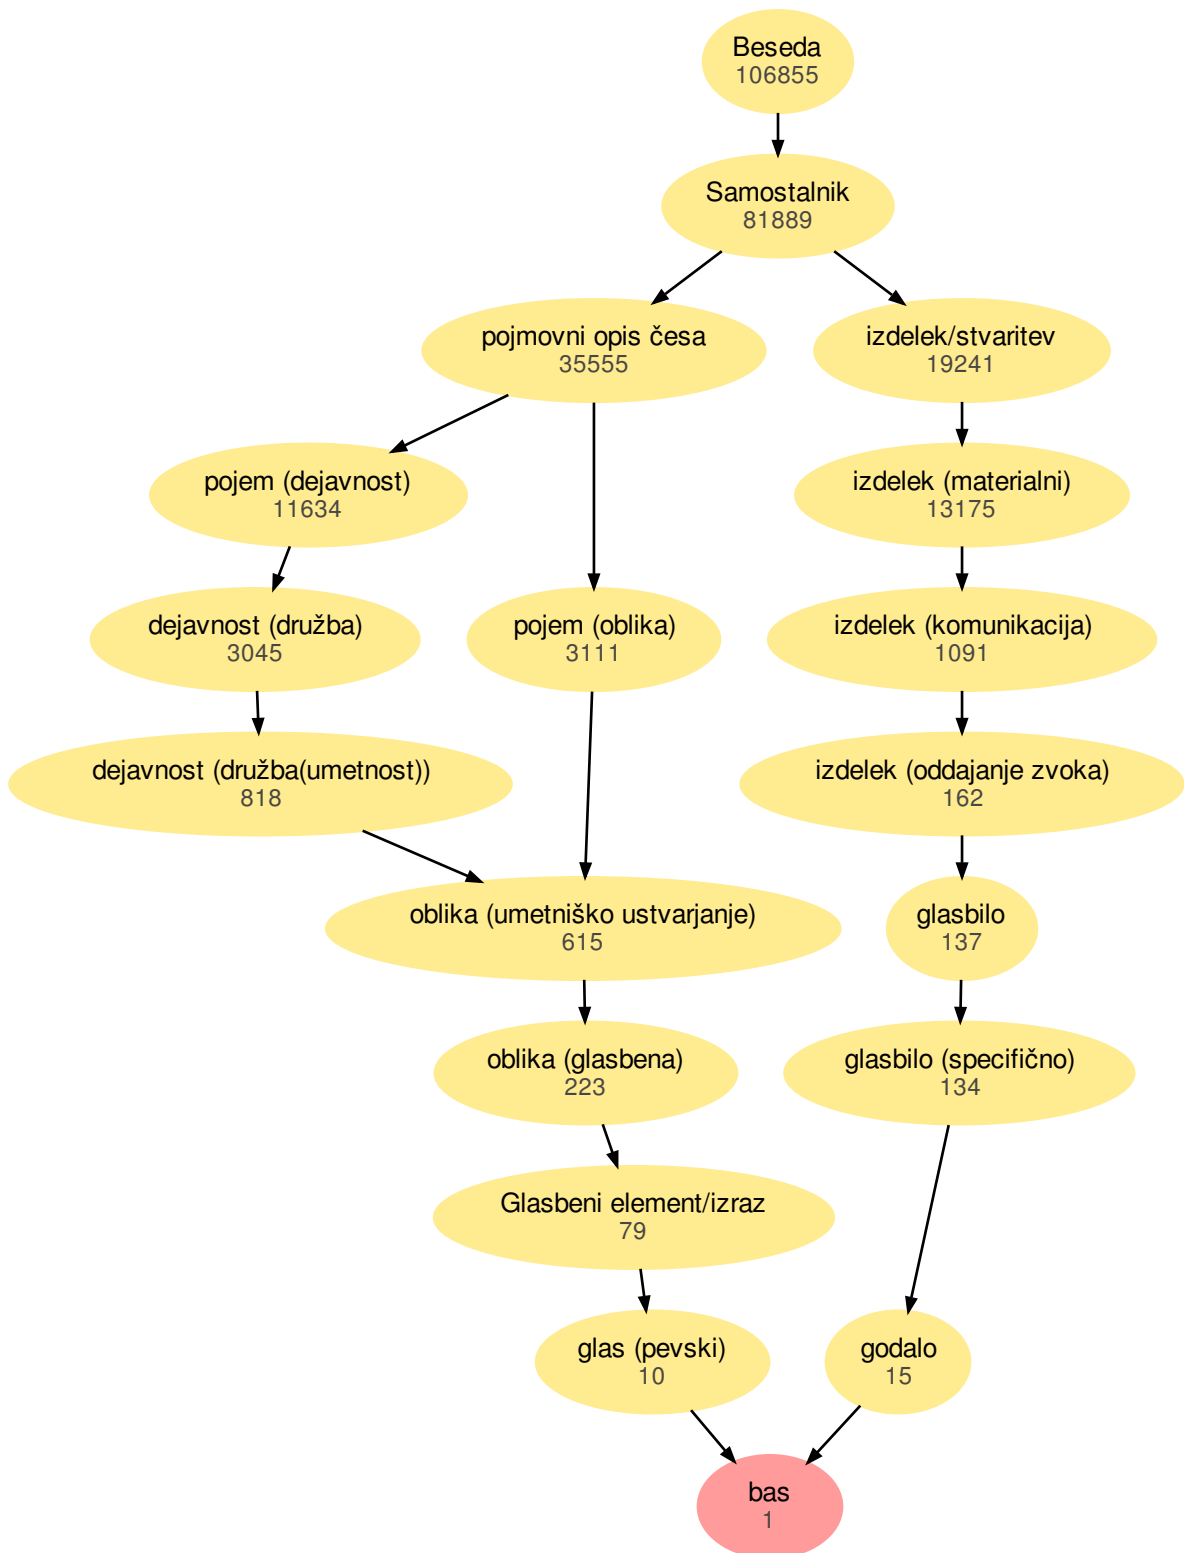 Beseda
106855
Samostalnik
81889
pojmovni opis česa
35555
izdelek/stvaritev
19241
pojem (dejavnost)
11634
izdelek (materialni)
13175
dejavnost (družba)
3045
pojem (oblika)
3111
izdelek (komunikacija)
1091
dejavnost (družba(umetnost))
818
izdelek (oddajanje zvoka)
162
oblika (umetniško ustvarjanje)
615
glasbilo
137
oblika (glasbena)
223
glasbilo (specifično)
134
Glasbeni element/izraz
79
glas (pevski)
10
godalo
15
bas
1